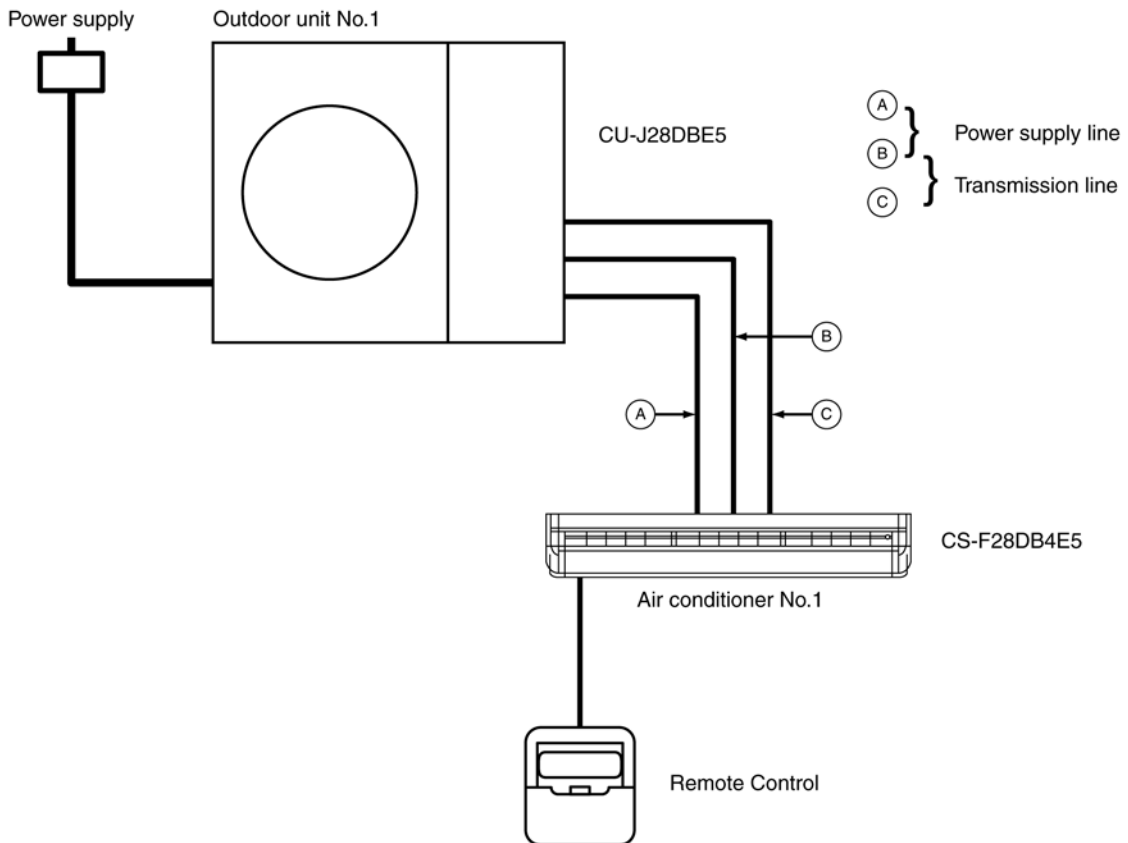 Power supply
Outdoor unit No.1
CU-J28DBE5
A
B
C
Power supply line
Transmission line
B
A
C
CS-F28DB4E5
Air conditioner No.1
Remote Control